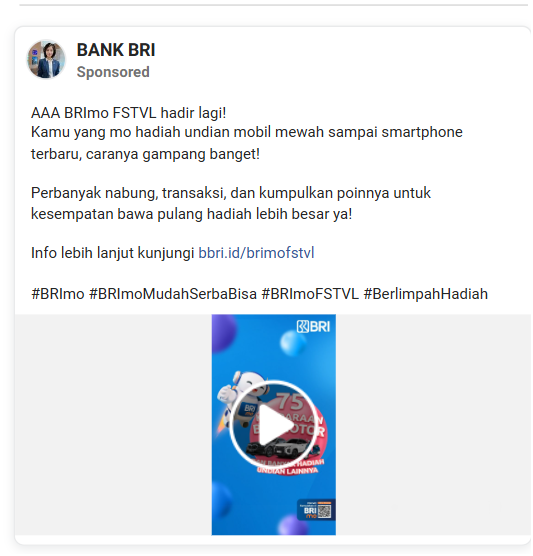 BANK BRI
Sponsored
AAA BRImo FSTVL hadir lagi!
Kamu yang mo hadiah undian mobil mewah sampai smartphone
terbaru, caranya gampang banget!
Perbanyak nabung, transaksi, dan kumpulkan poinnya untuk
kesempatan bawa pulang hadiah lebih besar ya!
Info lebih lanjut kunjungi bbri.id/brimofstvl
#BRImo #BRImoMudahSerbaBisa #BRImoFSTVL #BerlimpahHadiah
BRI
75
BRI
HADIAH
UNDIAN LAINNYA
BRI